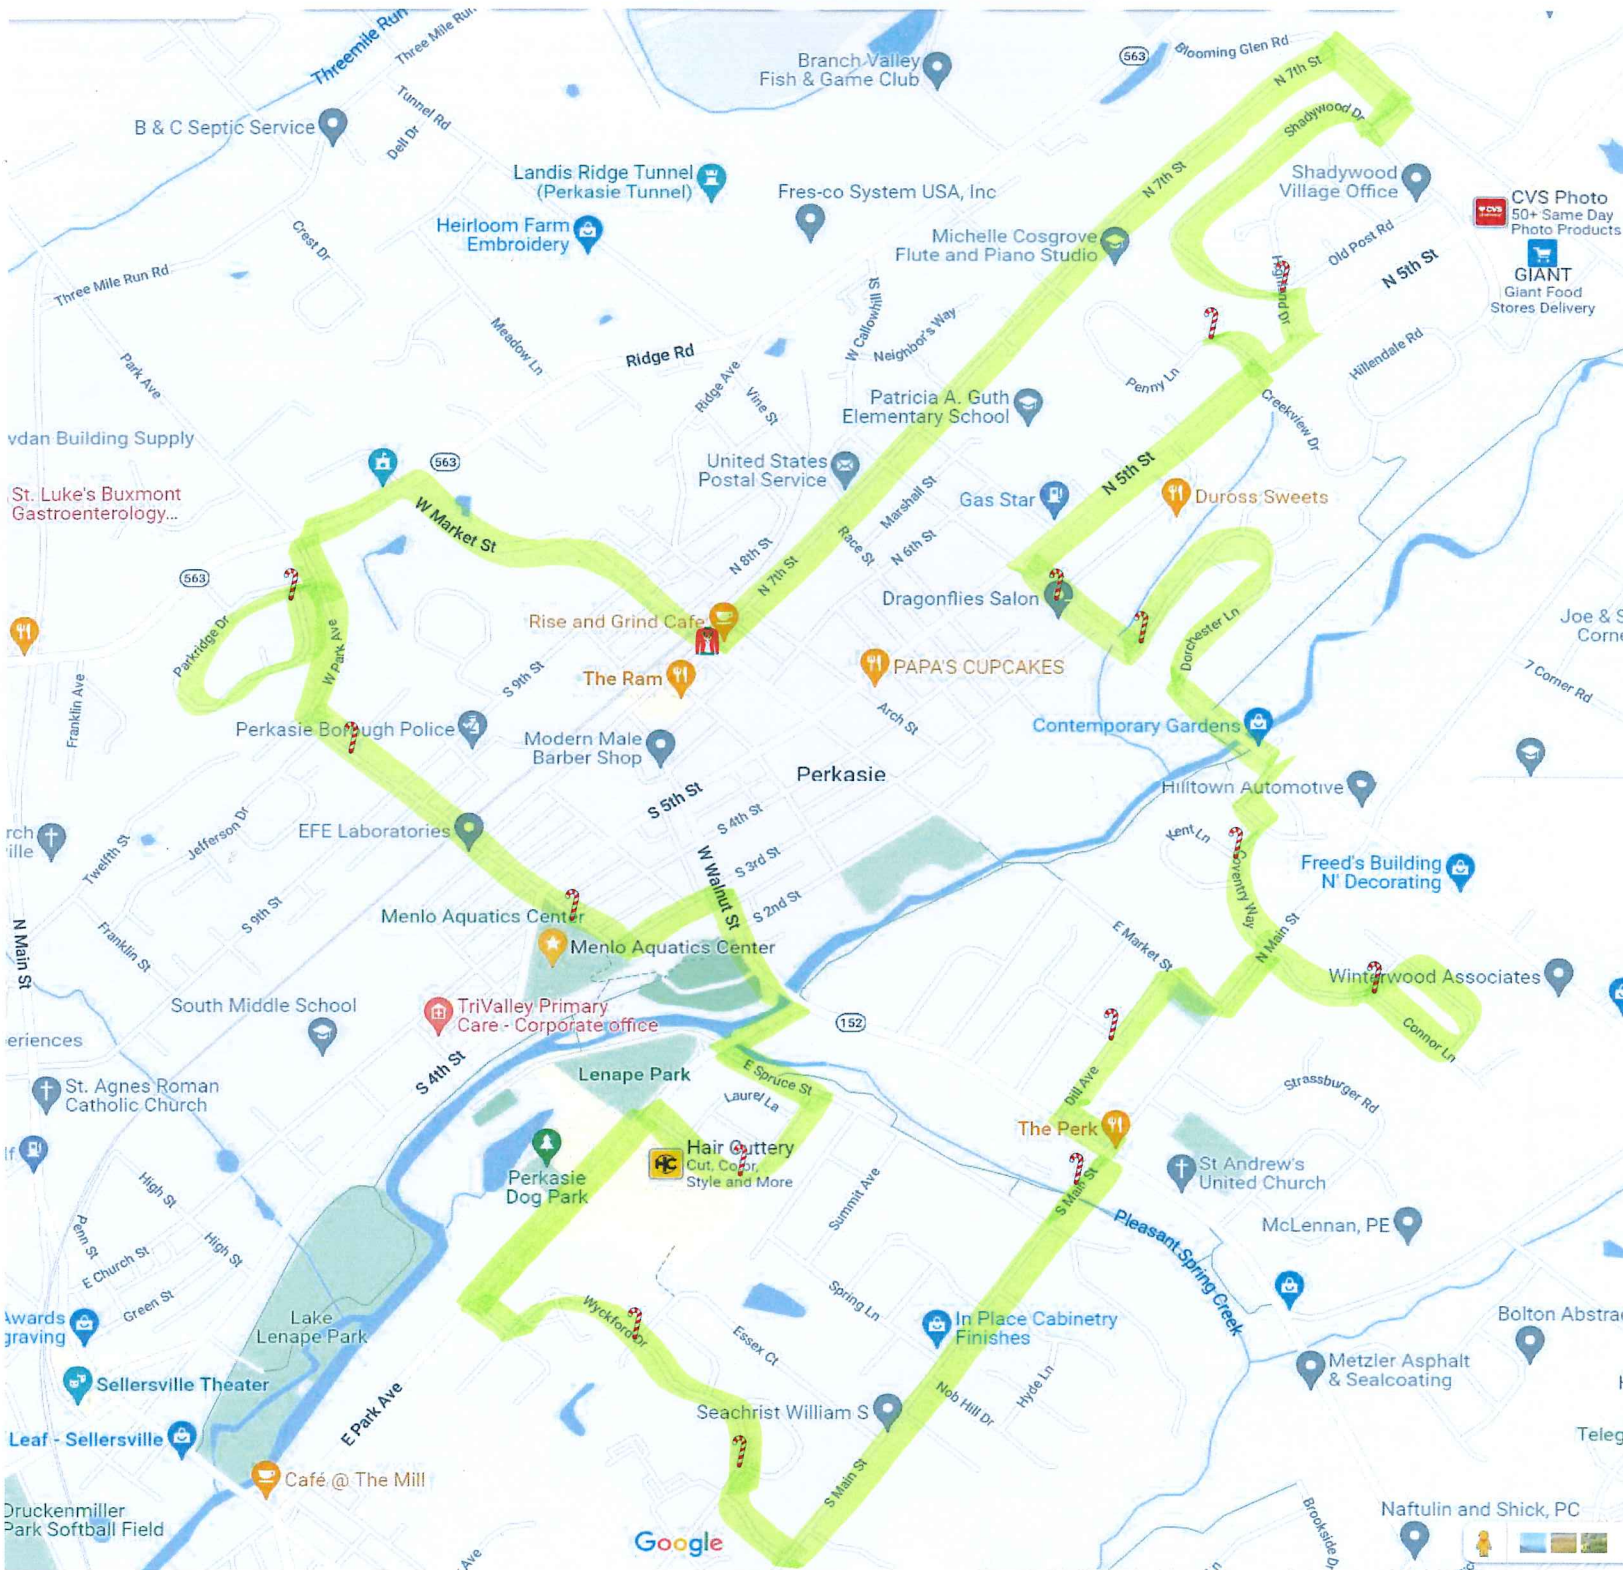 Threemile Run
Three Mile Run
Branch Valley
Fish & Game Club
563
Blooming Glen Rd
N 7th St
Tunnel Rd
Dell Dr
B & C Septic Service
Shadywood Dr
Landis Ridge Tunnel
(Perkasie Tunnel)
Fres-co System USA, Inc
N 7th St
Shadywood
Village Office
CVS Photo
50+ Same Day
Photo Products
Heirloom Farm
Embroidery
Michelle Cosgrove
Flute and Piano Studio
Crest Dr
Old Post Rd
N 5th St
GIANT
Giant Food
Stores Delivery
Three Mile Run Rd
Highland Dr
W Callowhill St
Neighbor's Way
Meadow Ln
Ridge Rd
Hillendale Rd
Park Ave
Ridge Ave
Vine St
Penny Ln
Patricia A. Guth
Elementary School
Creekview Dr
vdan Building Supply
563
United States
Postal Service
N 5th St
St. Luke's Buxmont
Gastroenterology...
Marshall St
Gas Star
Duross Sweets
W Market St
Race St
N 6th St
N 8th St
N 7th St
563
Dragonflies Salon
Rise and Grind Cafe
Dorchester Ln
Joe & S
Corne
Parkridge Dr
W Park Ave
S 9th St
The Ram
PAPA'S CUPCAKES
7 Corner Rd
Franklin Ave
Arch St
Perkasie Borough Police
Modern Male
Barber Shop
Contemporary Gardens
Perkasie
Hilltown Automotive
S 5th St
S 4th St
rch
ille
EFE Laboratories
Jefferson Dr
Twelfth St
Kent Ln
S 3rd St
W Walnut St
Coventry Way
Freed's Building
N' Decorating
S 9th St
S 2nd St
Menlo Aquatics Center
N Main St
Franklin St
Menlo Aquatics Center
E Market St
N Main St
Winterwood Associates
South Middle School
TriValley Primary
Care - Corporate office
152
Connor Ln
eriences
S 4th St
Lenape Park
E Spruce St
St. Agnes Roman
Catholic Church
Laurel La
Dill Ave
Strassburger Rd
The Perk
lf
Hair Cuttery
Cut, Color,
Style and More
HC
Perkasie
Dog Park
St Andrew's
United Church
High St
Summit Ave
S Main St
McLennan, PE
Penn St
High St
E Church St
Pleasant Spring Creek
Green St
Awards
graving
Lake
Lenape Park
Wyckford Dr
Spring Ln
In Place Cabinetry
Finishes
Bolton Abstra
Essex Ct
Metzler Asphalt
& Sealcoating
Sellersville Theater
Hyde Ln
Nob Hill Dr
E Park Ave
Seachrist William S
Leaf - Sellersville
Teleg
Café @ The Mill
S Main St
Druckenmiller
Park Softball Field
Naftulin and Shick, PC
Brookside D
Google
Ave
Ln